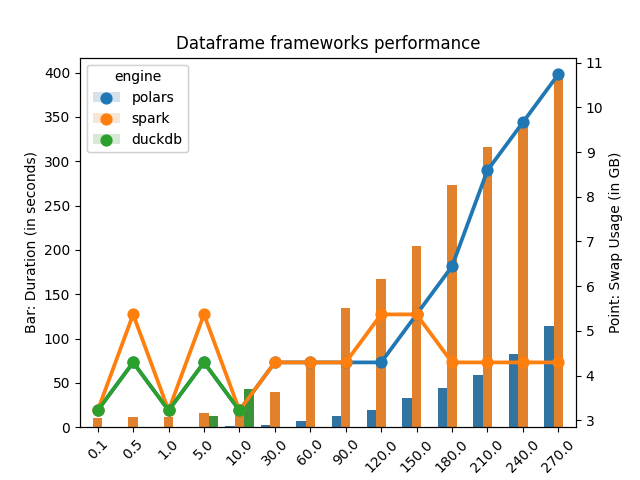 Dataframe frameworks performance
engine
polars
spark
duckdb
Bar: Duration (in seconds)
400
350
300
250
200
150
100
50
0
Point: Swap Usage (in GB)
11
10
9
8
7
6
5
4
3
0.1 0.5 1.0 5.0 10.0 30.0 60.0 90.0 120.0 150.0 180.0 210.0 240.0 270.0